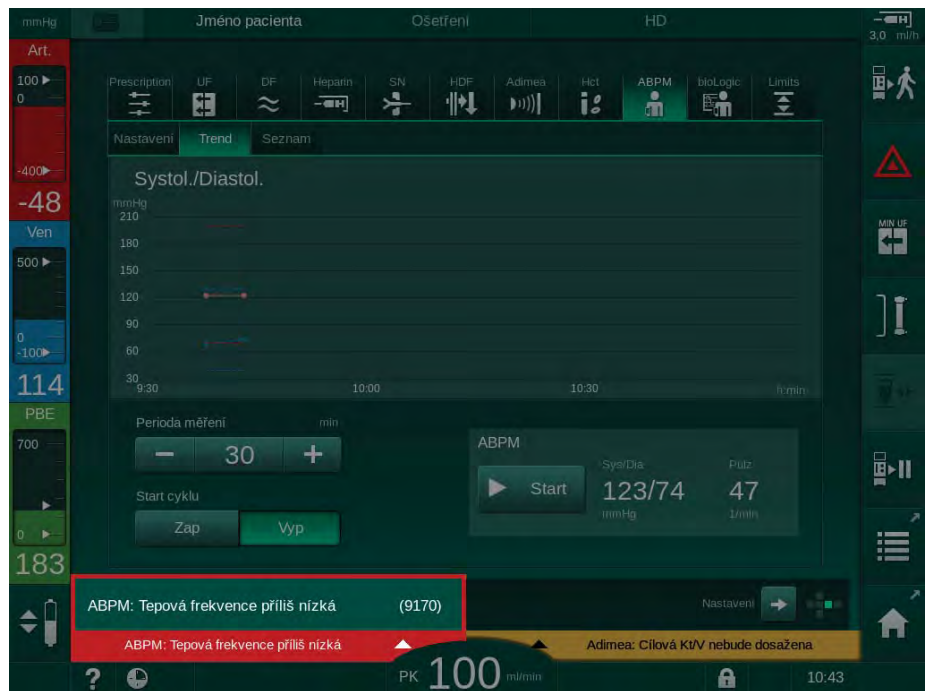 mmHg
Jméno pacienta
Ošetření
HD
3,0 ml/h
Art.
100
0
-400
-48
Ven
500
0
-100
114
PBE
700
0
183
Prescription
UF
DF
Heparin
SN
HDF
Adimea
Hct
ABPM
bioLogic
Limits
Nastavení
Trend
Seznam
Systol./Diastol.
mmHg
210
180
150
120
90
60
30
9:30
10:00
10:30
h:min
Perioda měření
min
30
Start cyklu
Zap
Vyp
ABPM
Start
Sys/Dia
123/74
mmHg
Pulz
47
1/min
MIN UF
ABPM: Tepová frekvence příliš nízká (9170)
Nastavení
ABPM: Tepová frekvence příliš nízká
Adimea: Cílová Kt/V nebude dosažena
?
PK 100 ml/min
10:43